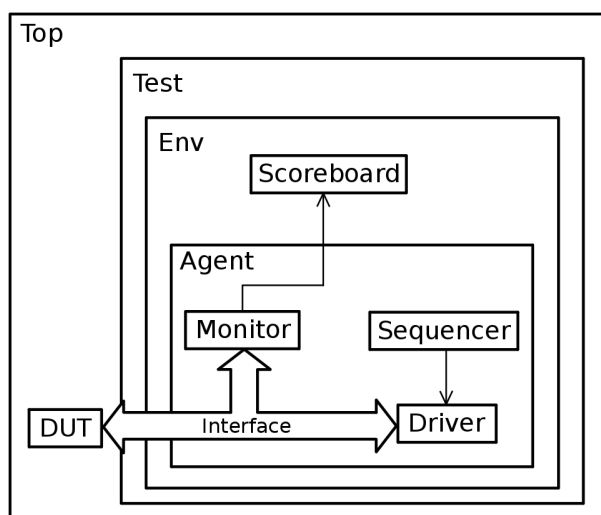 Top
Test
Env
Scoreboard
Agent
Monitor
Sequencer
DUT
Interface
Driver